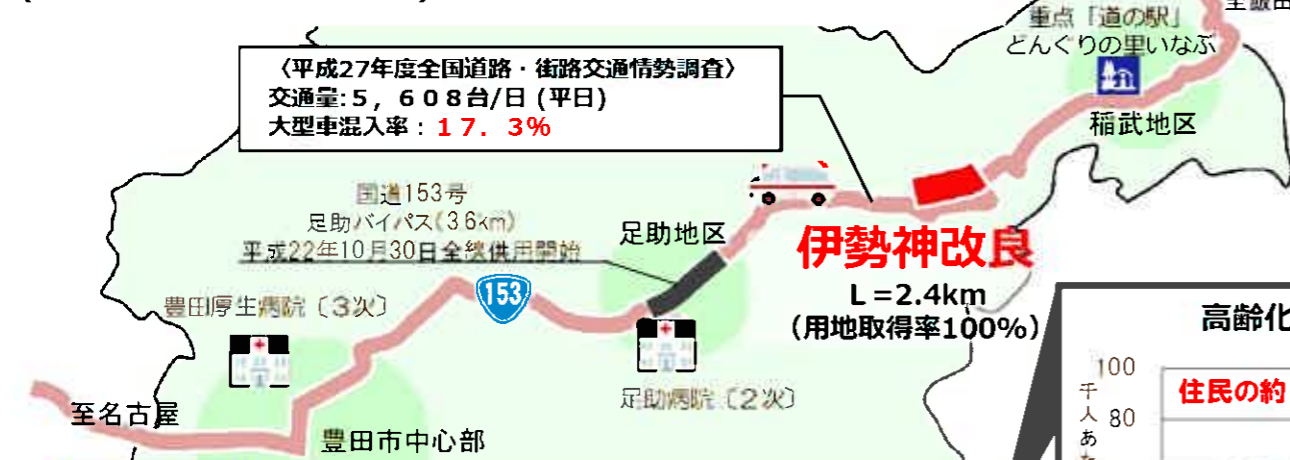 重点「道の駅」
どんぐりの里いなぶ
〈平成27年度全国道路・街路交通情勢調査〉
交通量:5,608台/日 (平日)
大型車混入率：17.3%
稲武地区
国道153号
足助バイパス(3.6km)
平成22年10月30日全線供用開始
足助地区
伊勢神改良
L=2.4km
(用地取得率100%)
153
豊田厚生病院〔3次〕
足助病院〔2次〕
至名古屋
豊田市中心部
高齢化
100
千人あた
住民の約
80